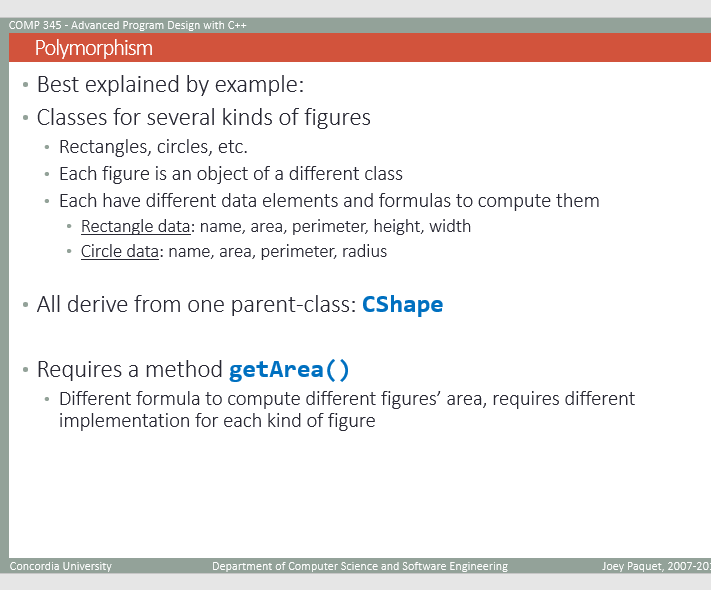 COMP 345 - Advanced Program Design with C++
Polymorphism
• Best explained by example:
• Classes for several kinds of figures
• Rectangles, circles, etc.
• Each figure is an object of a different class
• Each have different data elements and formulas to compute them
• Rectangle data: name, area, perimeter, height, width
• Circle data: name, area, perimeter, radius
• All derive from one parent-class: CShape
• Requires a method getArea()
• Different formula to compute different figures’ area, requires different
implementation for each kind of figure
Concordia University
Department of Computer Science and Software Engineering
Joey Paquet, 2007-20